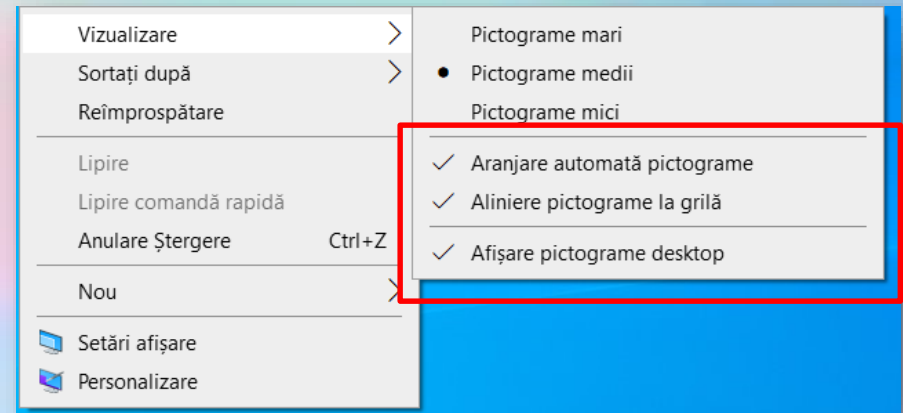 Vizualizare
Sortați după
Reîmprospătare
Lipire
Lipire comandă rapidă
Anulare Ștergere Ctrl+Z
Nou
Setări afișare
Personalizare
Pictograme mari
Pictograme medii
Pictograme mici
Aranjare automată pictograme
Aliniere pictograme la grilă
Afișare pictograme desktop